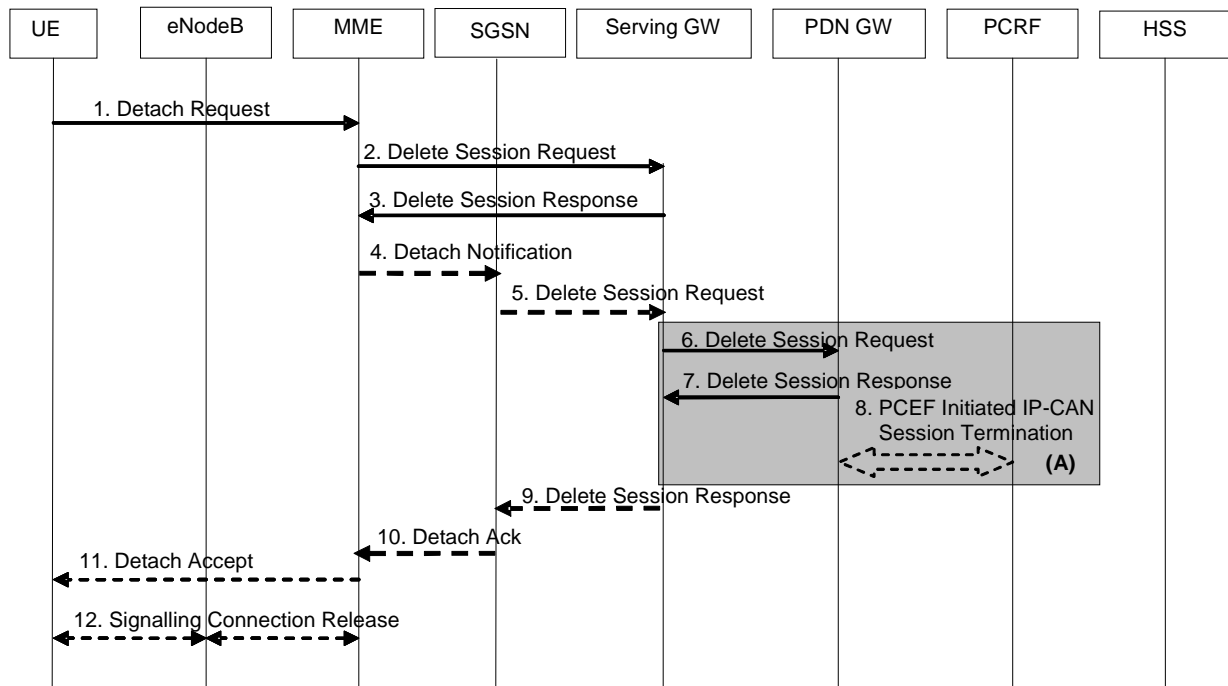 UE
eNodeB
MME
SGSN
Serving GW
PDN GW
PCRF
HSS
1. Detach Request
2. Delete Session Request
3. Delete Session Response
4. Detach Notification
5. Delete Session Request
6. Delete Session Request
7. Delete Session Response
8. PCEF Initiated IP-CAN
Session Termination
(A)
9. Delete Session Response
10. Detach Ack
11. Detach Accept
12. Signalling Connection Release